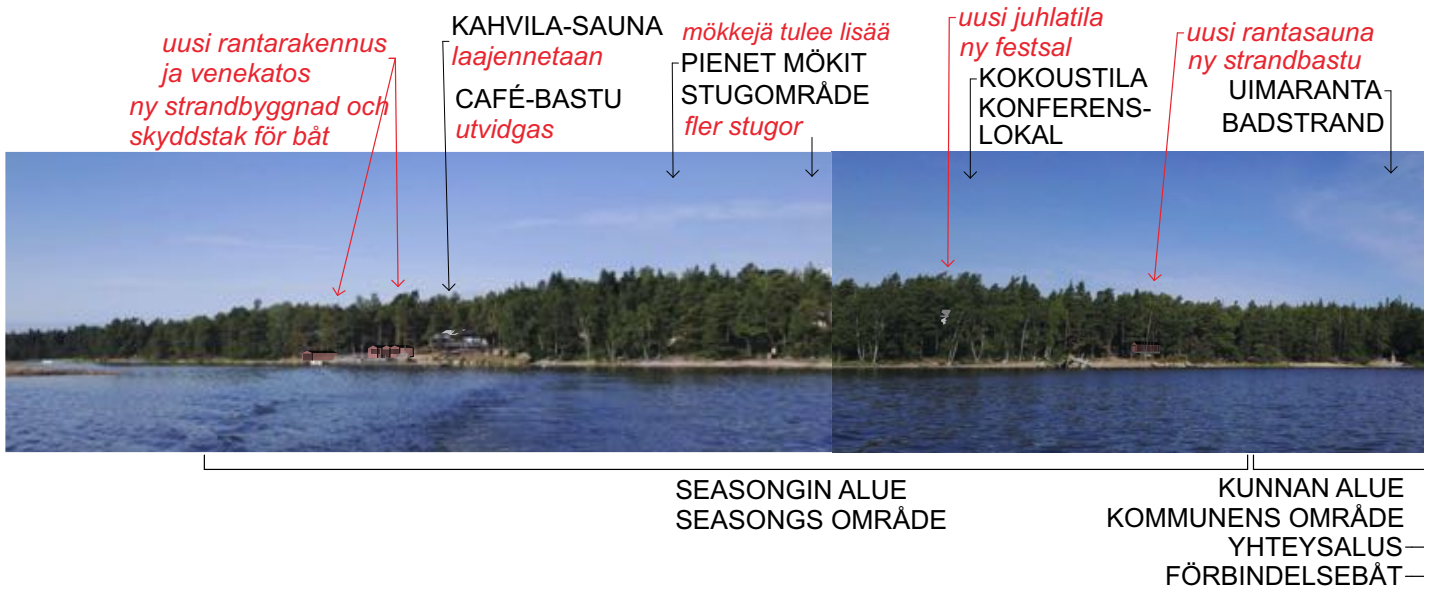 uusi rantarakennus
ja venekatos
ny strandbyggnad och
skyddstak för båt
KAHVILA-SAUNA
laajennetaan
CAFÉ-BASTU
utvidgas
mökkejä tulee lisää
PIENET MÖKIT
STUGOMRÅDE
fler stugor
uusi juhlatila
ny festsal
KOKOUSTILA
KONFERENS-
LOKAL
uusi rantasauna
ny strandbastu
UIMARANTA
BADSTRAND
SEASONGIN ALUE
SEASONGS OMRÅDE
KUNNAN ALUE
KOMMUNENS OMRÅDE
YHTEYSALUS
FÖRBINDELSEBÅT